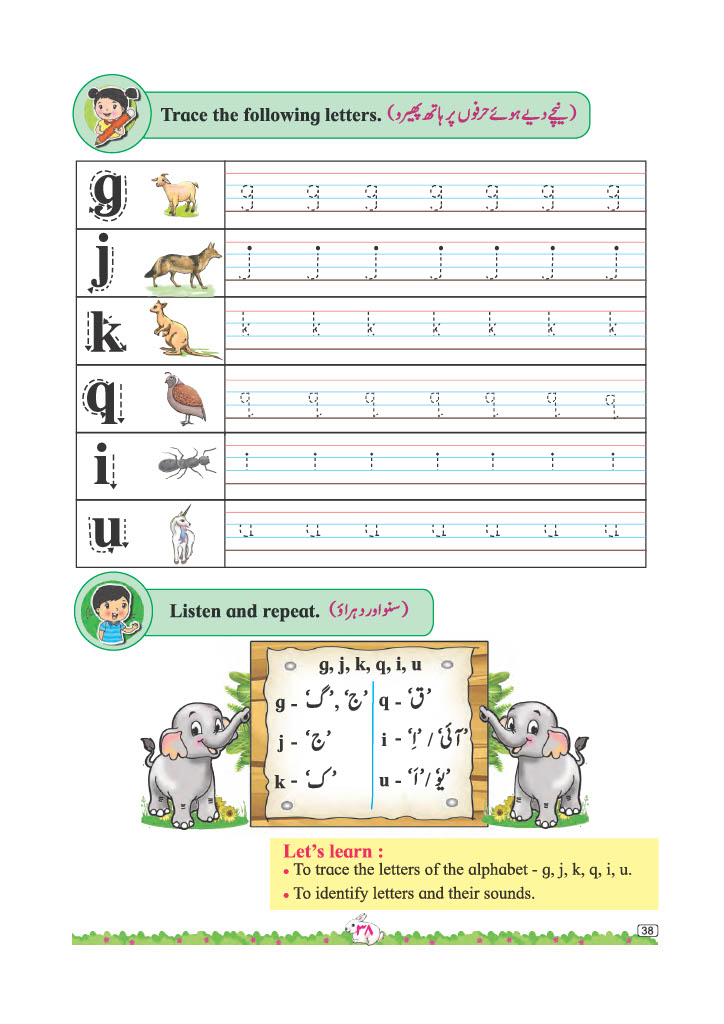 Trace the following letters. (نیچے دیے ہوئے حرفوں پر ہاتھ پھیرو)
g g g g g g g g
j j j j j j j j
k k k k k k k k
q q q q q q q q
i i i i i i i i
u u u u u u u u
Listen and repeat. (سنو اور دہراؤ)
g, j, k, q, i, u
g - ‘گ’, ‘ج’ q - ‘ق’
j - ‘ج’ i - ‘اِ’ / ‘آئی’
k - ‘ک’ u - ‘اَ’ / ‘یُو’
Let’s learn :
• To trace the letters of the alphabet - g, j, k, q, i, u.
• To identify letters and their sounds.
۳۸
38